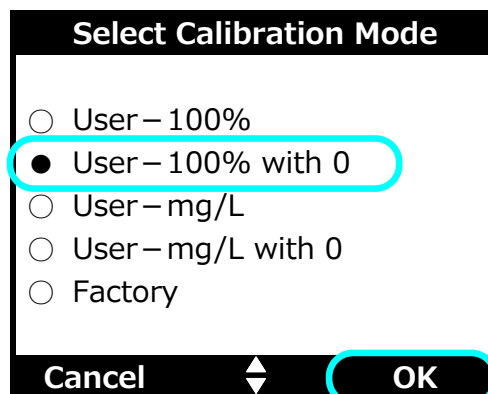 Select Calibration Mode
○ User−100%
● User−100% with 0
○ User−mg/L
○ User−mg/L with 0
○ Factory
Cancel OK